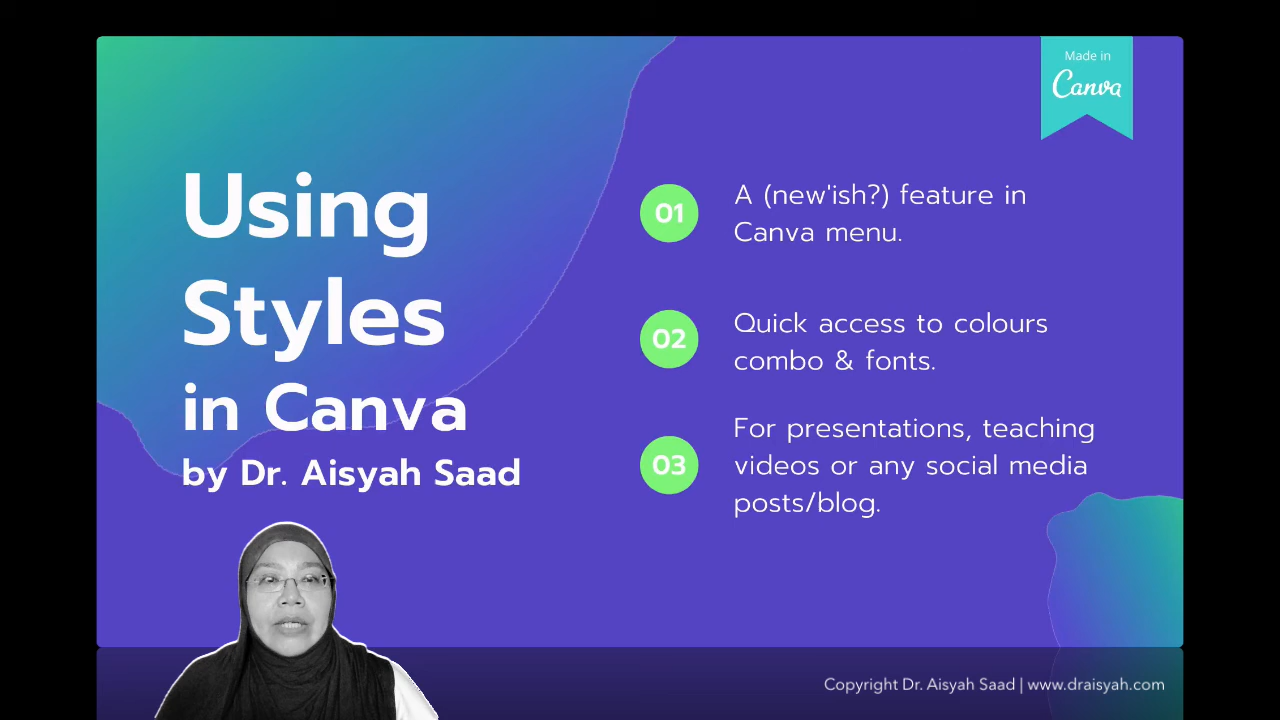 Made in
Canva
Using
Styles
in Canva
by Dr. Aisyah Saad
01
A (new'ish?) feature in
Canva menu.
02
Quick access to colours
combo & fonts.
03
For presentations, teaching
videos or any social media
posts/blog.
Copyright Dr. Aisyah Saad | www.draisyah.com